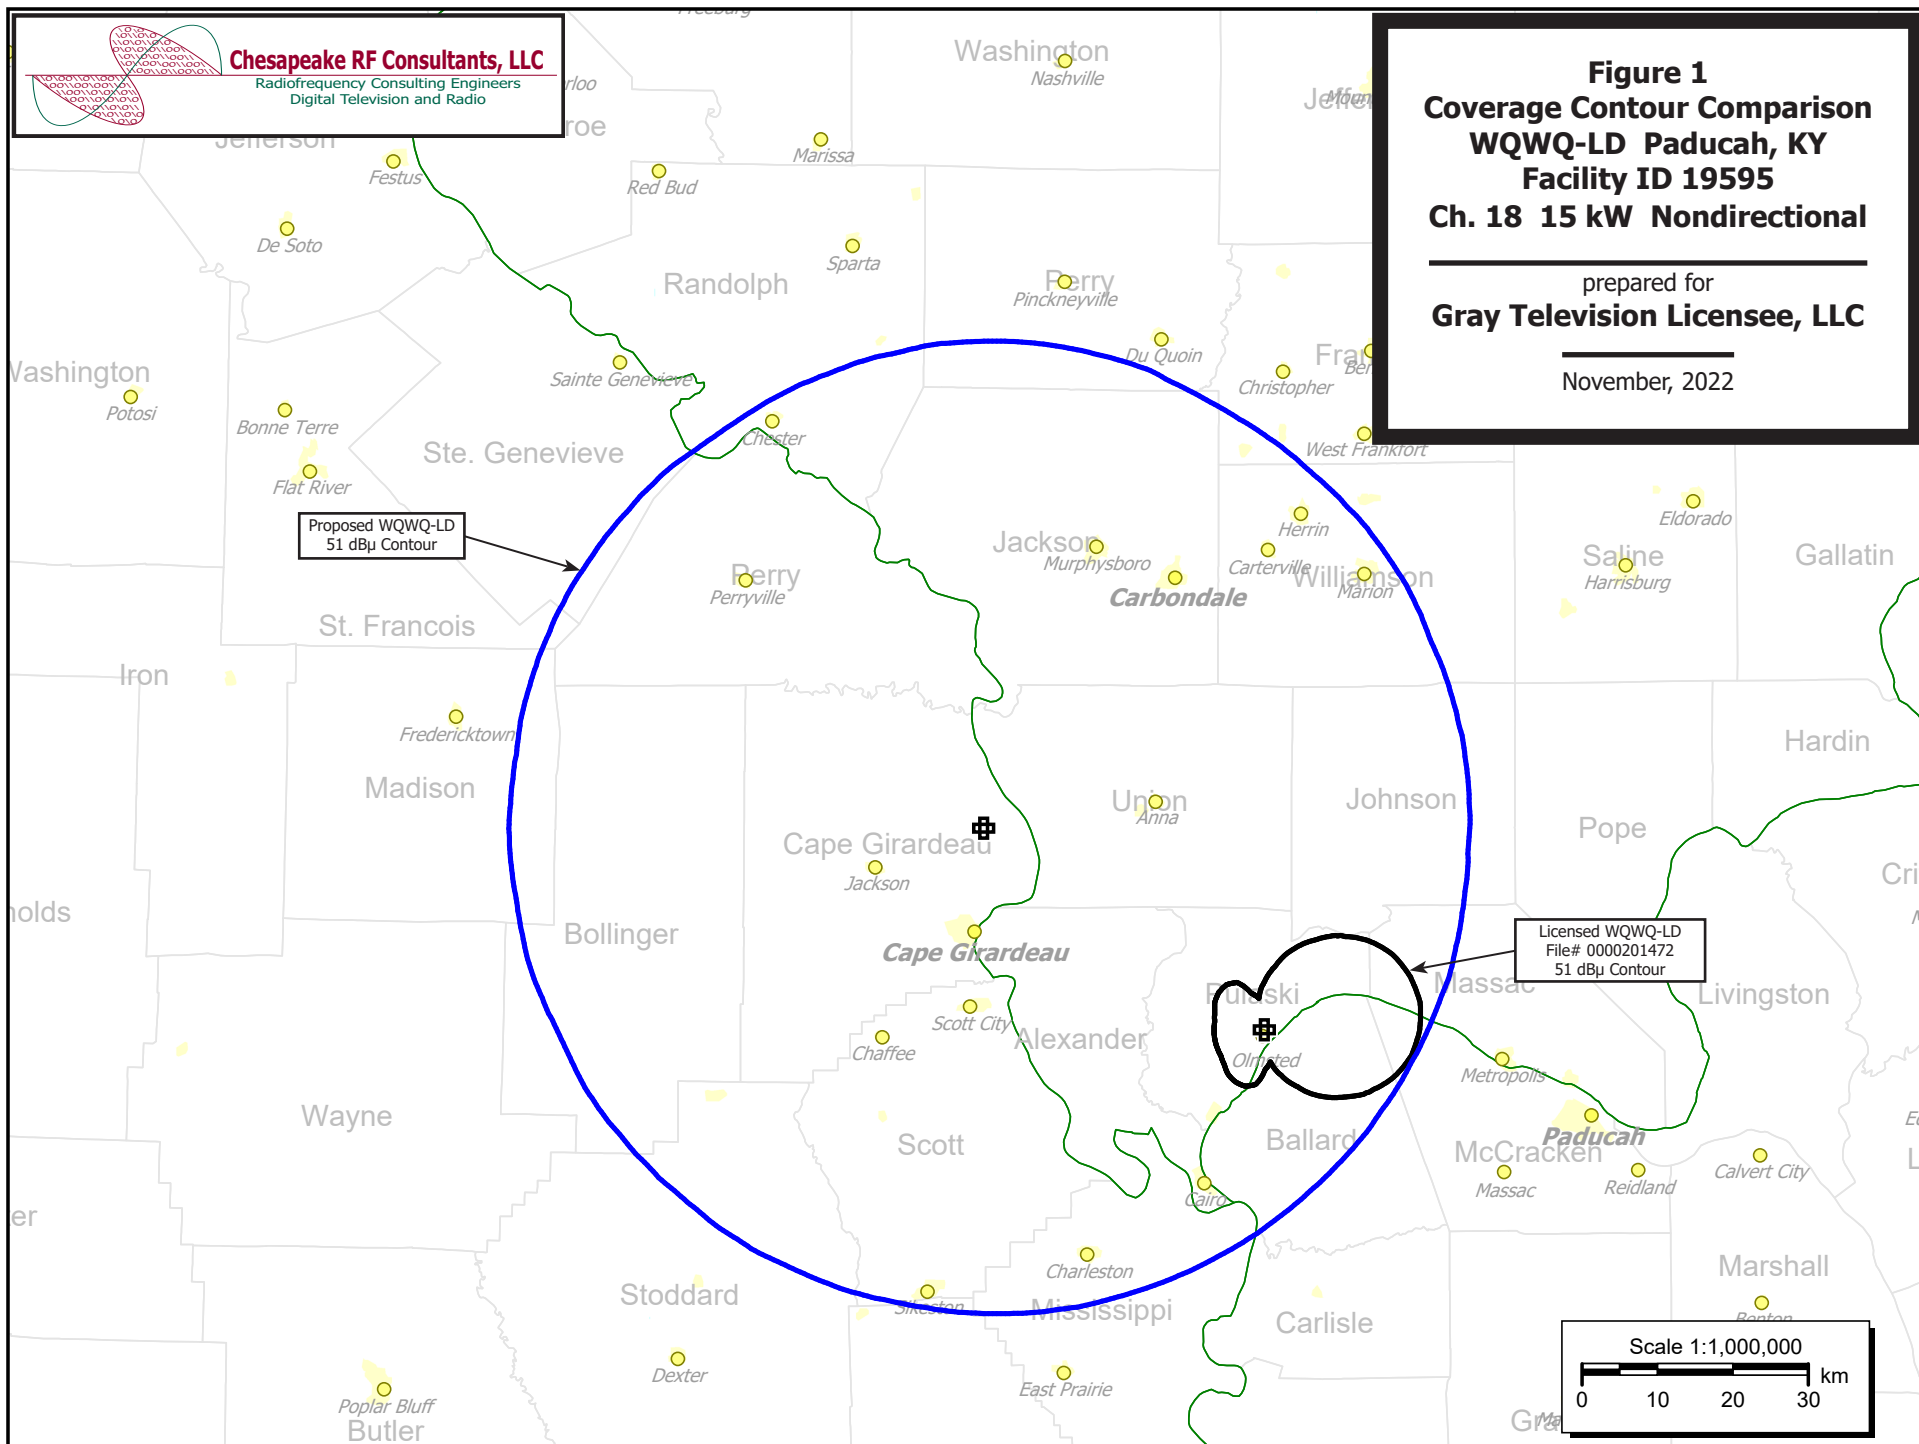 Chesapeake RF Consultants, LLC
Radiofrequency Consulting Engineers
Digital Television and Radio
Figure 1
Coverage Contour Comparison
WQWQ-LD Paducah, KY
Facility ID 19595
Ch. 18 15 kW Nondirectional
prepared for
Gray Television Licensee, LLC
November, 2022
Washington
Nashville
Jefferson
Festus
Marissa
Red Bud
De Soto
Sparta
Randolph
Perry
Pinckneyville
Du Quoin
Christopher
Sainte Genevieve
Washington
Potosi
Bonne Terre
Ste. Genevieve
Chester
West Frankfort
Flat River
Proposed WQWQ-LD
51 dBµ Contour
Herrin
Eldorado
Jackson
Murphysboro
Carterville
Williamson
Marion
Saline
Harrisburg
Gallatin
Carbondale
Perry
Perryville
St. Francois
Iron
Fredericktown
Madison
Hardin
Union
Anna
Johnson
Pope
Cape Girardeau
Jackson
Bollinger
Cape Girardeau
Licensed WQWQ-LD
File# 0000201472
51 dBµ Contour
Pulaski
Massac
Livingston
Scott City
Chaffee
Alexander
Olmsted
Metropolis
Wayne
Scott
Ballard
Paducah
McCracken
Massac
Reidland
Calvert City
Cairo
Charleston
Marshall
Stoddard
Sikeston
Mississippi
Carlisle
Benton
Dexter
East Prairie
Poplar Bluff
Butler
Scale 1:1,000,000
km
0 10 20 30